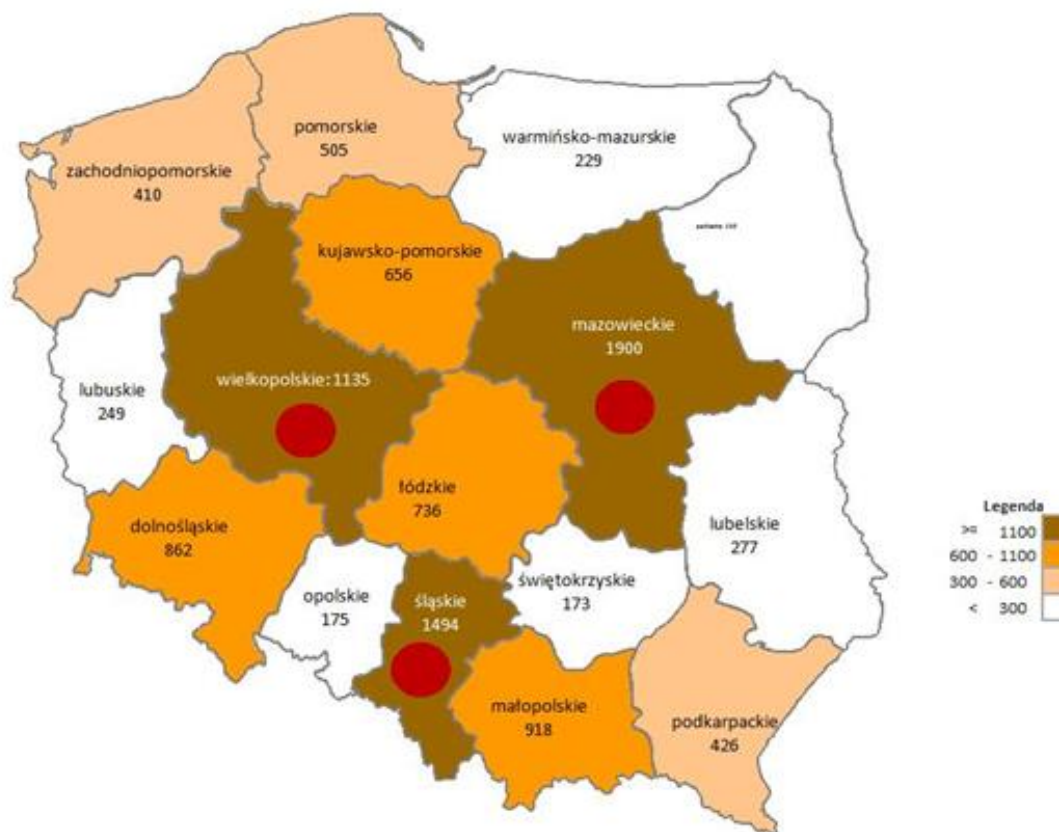 pomorskie
505
warmińsko-mazurskie
229
zachodniopomorskie
410
kujawsko-pomorskie
656
mazowieckie
1900
wielkopolskie:1135
lubuskie
249
łódzkie
736
dolnośląskie
862
lubelskie
277
opolskie
175
śląskie
1494
świętokrzyskie
173
małopolskie
918
podkarpackie
426
Legenda
>= 1100
600 - 1100
300 - 600
< 300